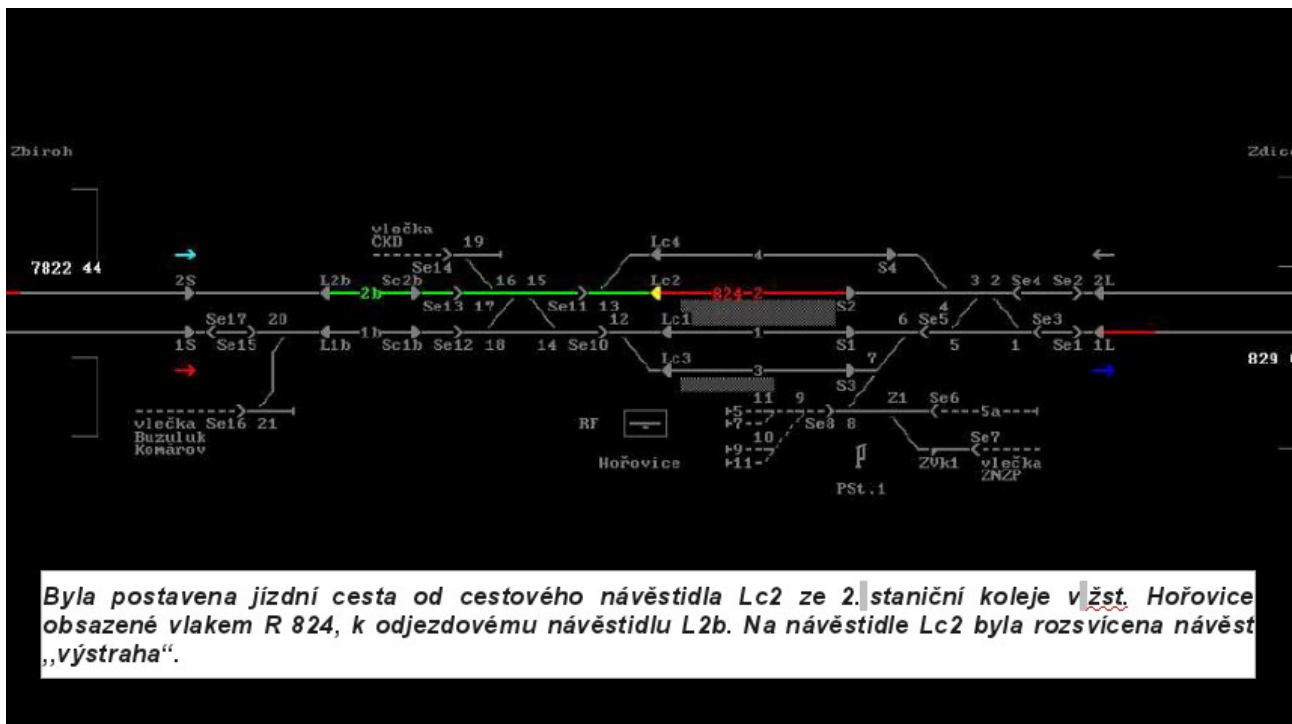 Zbiroh
Zdic
vlečka
ČKD 19
Se14
Lc4 4 S4
7822 44
2S L2b 2b Sc2b Se13 17 16 15 Se11 13 Lc2 824-2 S2 4 3 2 Se4 Se2 2L
1S Se17 Se15 20 L1b 1b Sc1b Se12 18 14 Se10 12 Lc1 1 S1 6 Se5 5 1 Se3 Se1 1L
829
Lc3 3 S3 7
vlečka Se16 21
Buzuluk
Komárov
RF
Hořovice
11 9 Z1 Se6
5 Se8 8 5a
7
10 Se7
9
11 ZVk1 vlečka
ZNZP
PSt.1
Byla postavena jízdní cesta od cestového návěstidla Lc2 ze 2. staniční koleje v žst. Hořovice
obsazené vlakem R 824, k odjezdovému návěstidlu L2b. Na návěstidle Lc2 byla rozsvícena návěst
,,výstraha“.